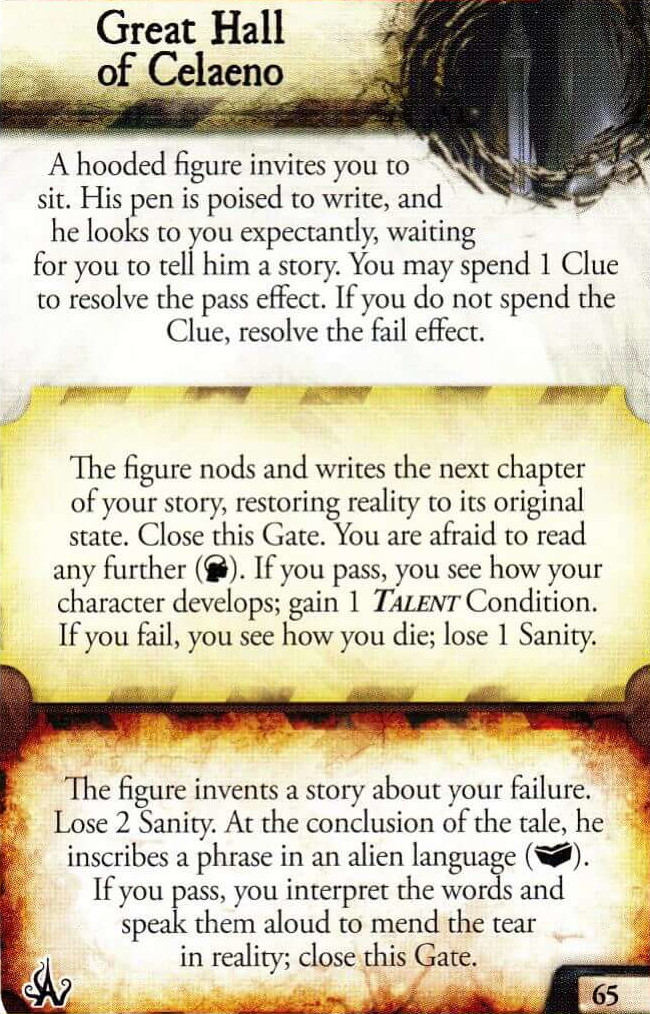 Great Hall
of Celaeno
A hooded figure invites you to
sit. His pen is poised to write, and
he looks to you expectantly, waiting
for you to tell him a story. You may spend 1 Clue
to resolve the pass effect. If you do not spend the
Clue, resolve the fail effect.
The figure nods and writes the next chapter
of your story, restoring reality to its original
state. Close this Gate. You are afraid to read
any further (). If you pass, you see how your
character develops; gain 1 TALENT Condition.
If you fail, you see how you die; lose 1 Sanity.
The figure invents a story about your failure.
Lose 2 Sanity. At the conclusion of the tale, he
inscribes a phrase in an alien language ().
If you pass, you interpret the words and
speak them aloud to mend the tear
in reality; close this Gate.
65